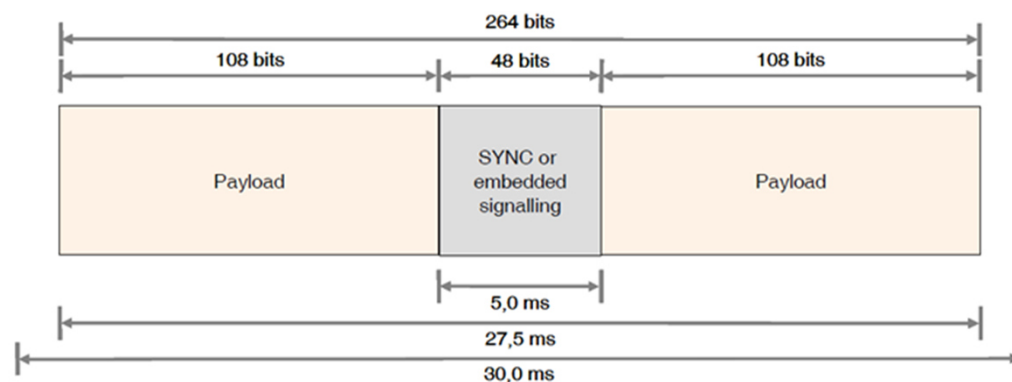 264 bits
108 bits 48 bits 108 bits
Payload
SYNC or
embedded
signalling
Payload
5,0 ms
27,5 ms
30,0 ms